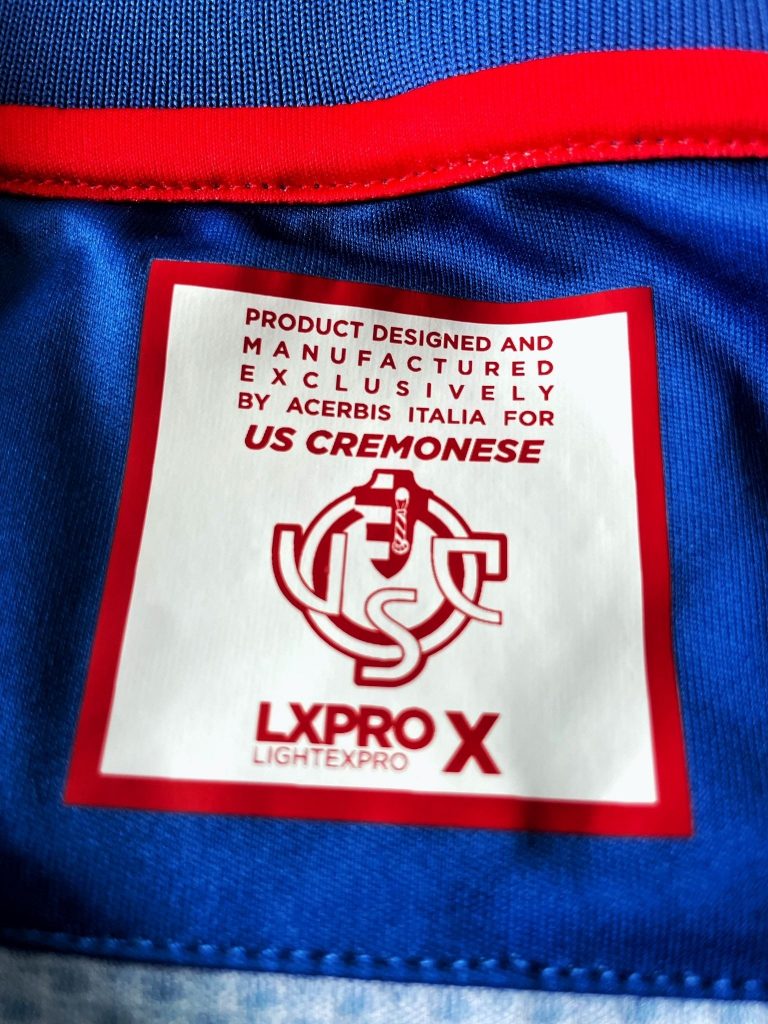 PRODUCT DESIGNED AND
MANUFACTURED
EXCLUSIVELY
BY ACERBIS ITALIA FOR
US CREMONESE
USC
LXPRO X
LIGHTEXPRO